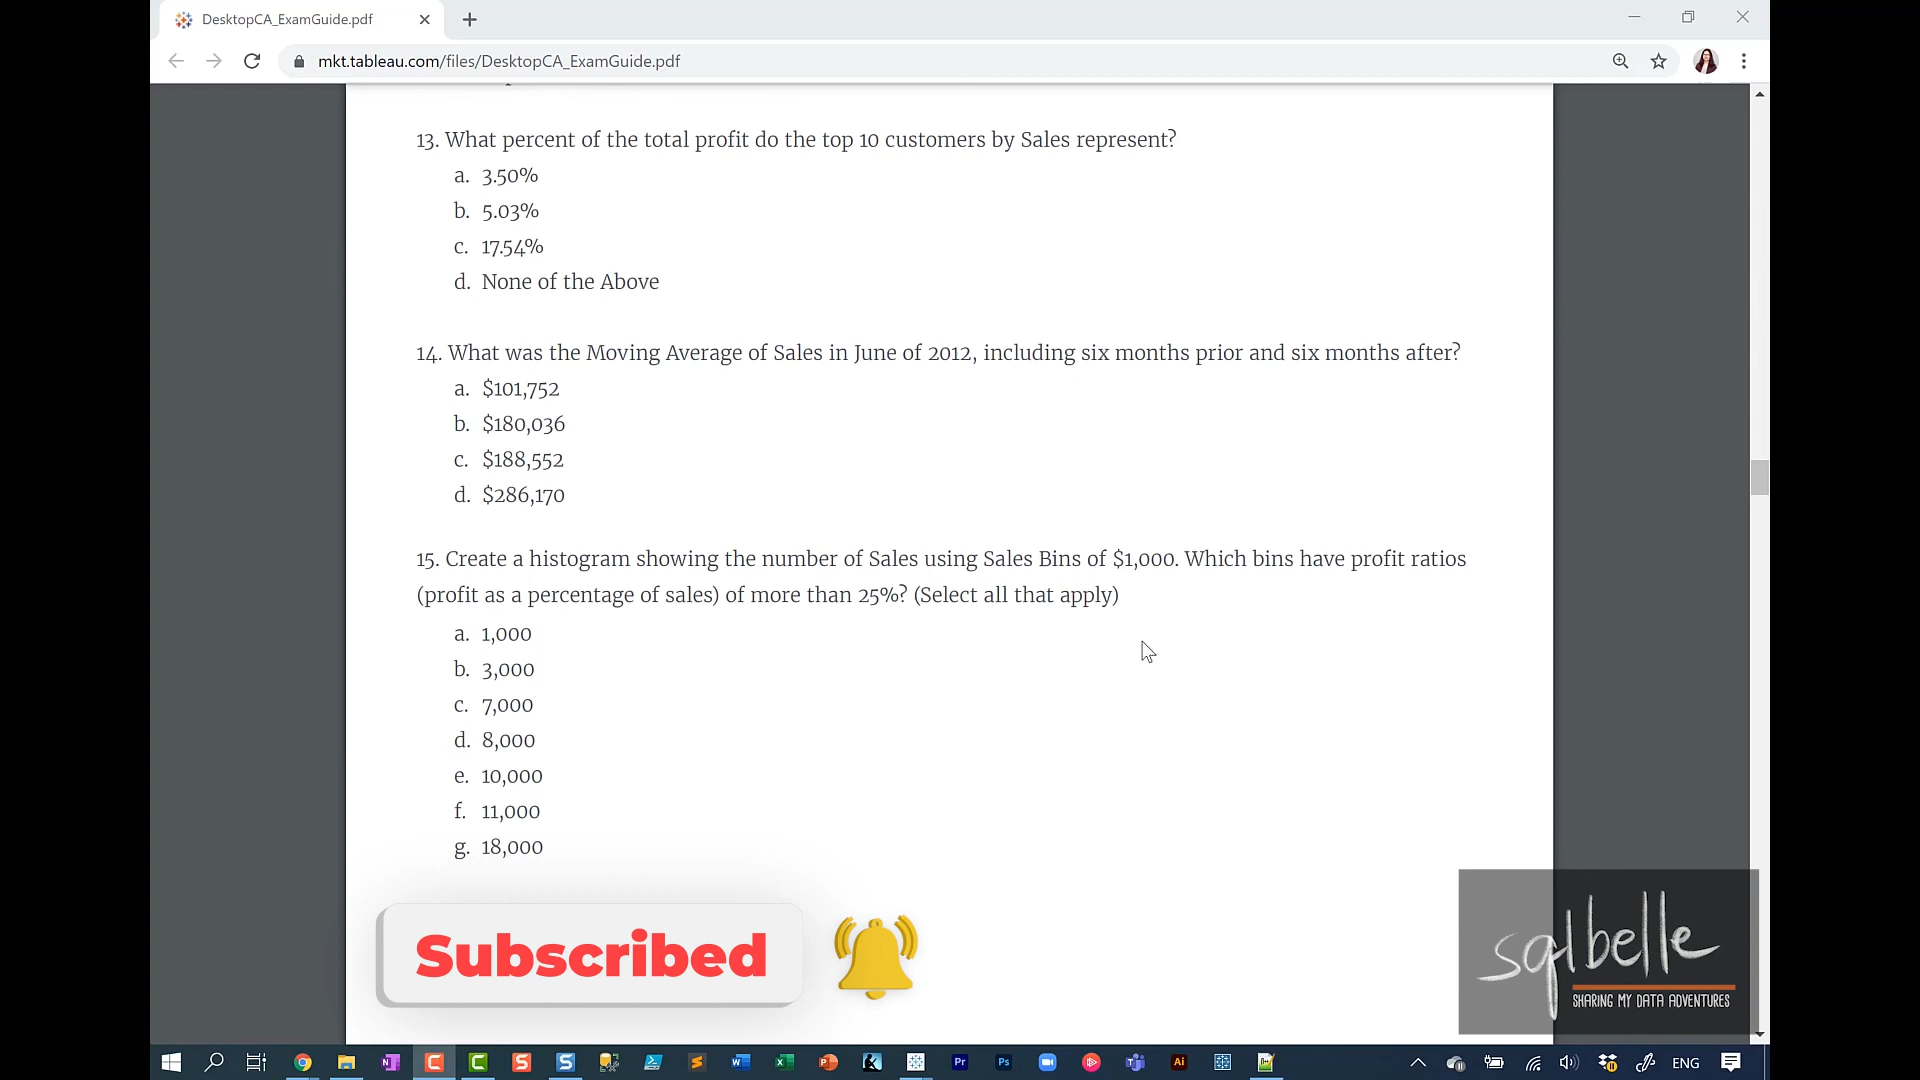 DesktopCA_ExamGuide.pdf
mkt.tableau.com/files/DesktopCA_ExamGuide.pdf
13. What percent of the total profit do the top 10 customers by Sales represent?
a. 3.50%
b. 5.03%
c. 17.54%
d. None of the Above
14. What was the Moving Average of Sales in June of 2012, including six months prior and six months after?
a. $101,752
b. $180,036
c. $188,552
d. $286,170
15. Create a histogram showing the number of Sales using Sales Bins of $1,000. Which bins have profit ratios
(profit as a percentage of sales) of more than 25%? (Select all that apply)
a. 1,000
b. 3,000
c. 7,000
d. 8,000
e. 10,000
f. 11,000
g. 18,000
Subscribed
sqlbelle
SHARING MY DATA ADVENTURES
ENG